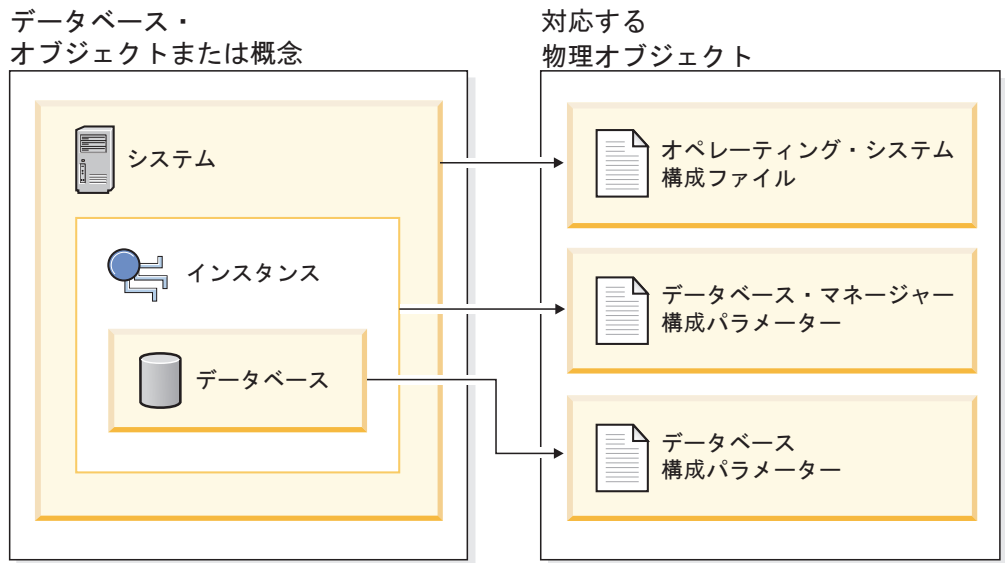 データベース・
オブジェクトまたは概念
システム
インスタンス
データベース
対応する
物理オブジェクト
オペレーティング・システム
構成ファイル
データベース・マネージャー
構成パラメーター
データベース
構成パラメーター